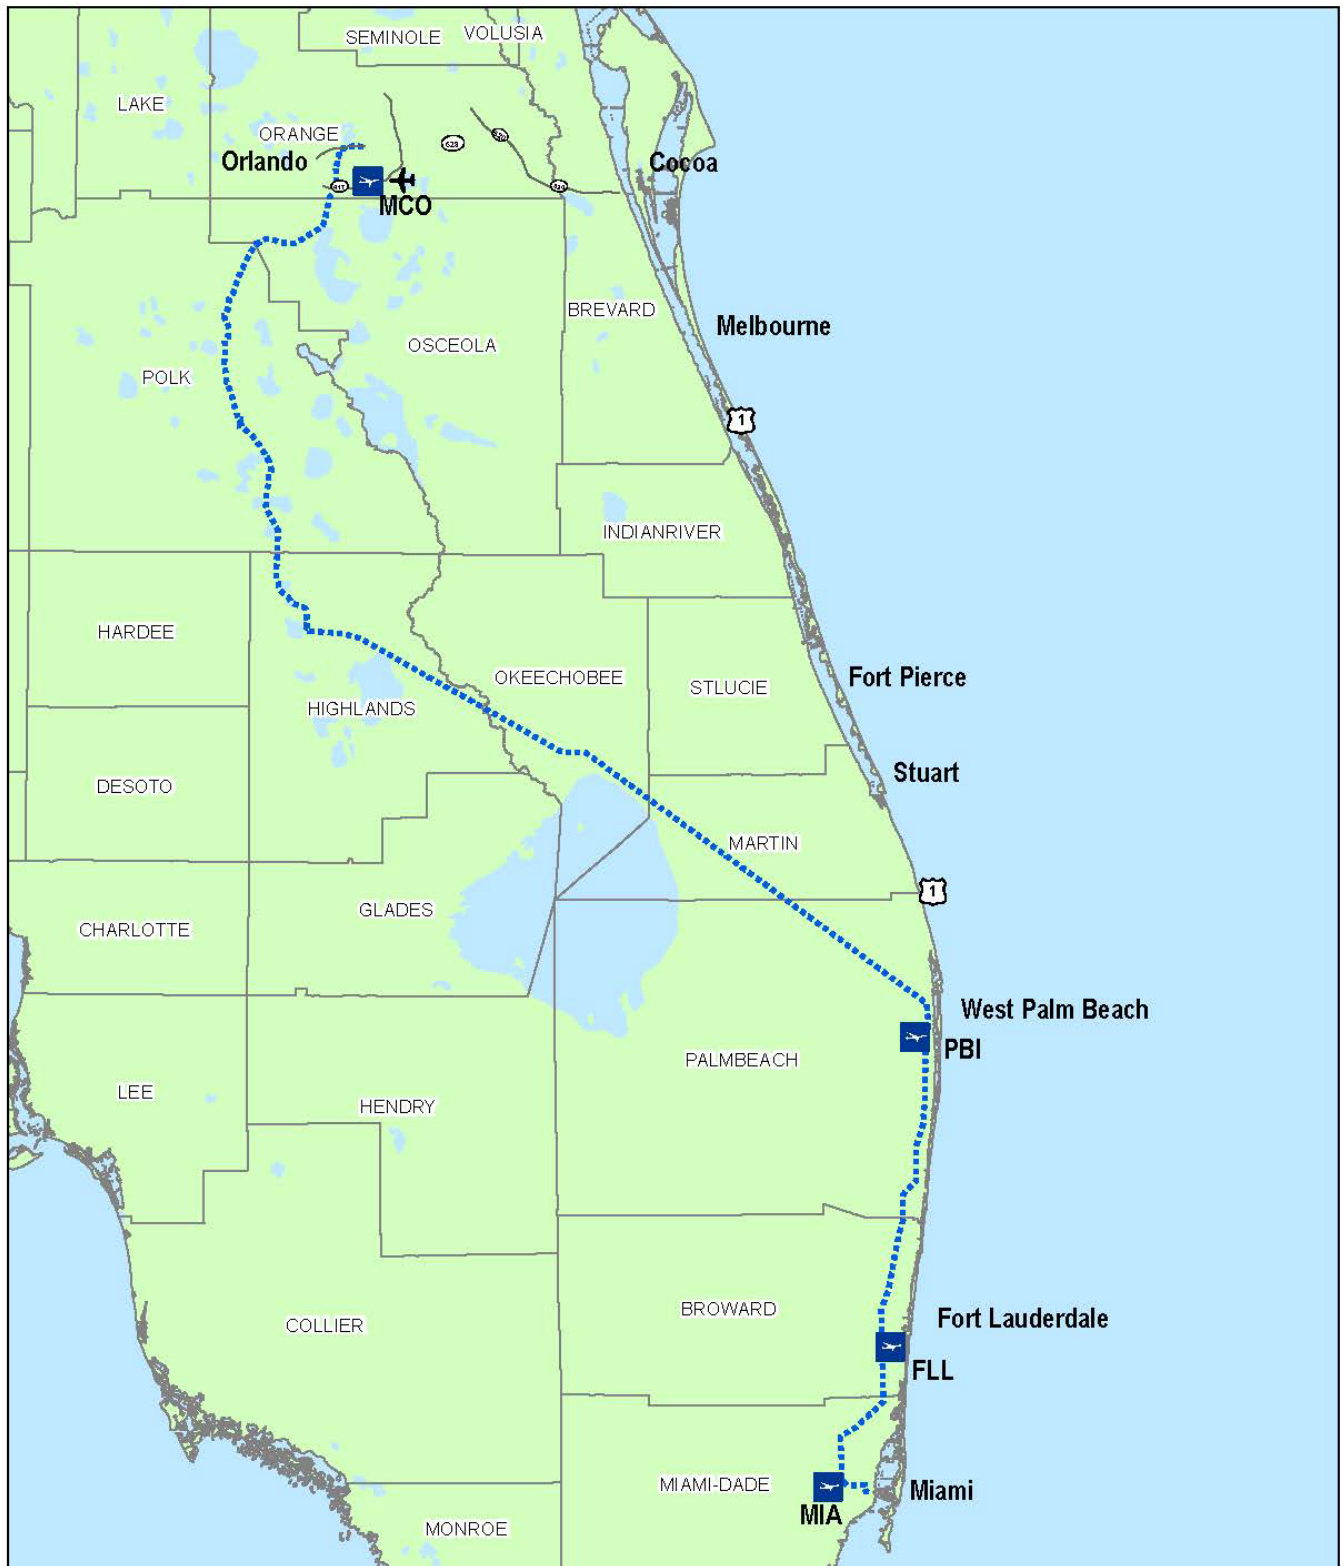 SEMINOLE
VOLUSIA
LAKE
ORANGE
528
Orlando
Cocoa
417
MCO
BREVARD
Melbourne
OSCEOLA
POLK
1
INDIANRIVER
HARDEE
OKEECHOBEE
Fort Pierce
STLUCIE
HIGHLANDS
Stuart
DESOTO
MARTIN
1
GLADES
CHARLOTTE
West Palm Beach
PBI
PALMBEACH
LEE
HENDRY
BROWARD
Fort Lauderdale
COLLIER
FLL
MIAMI-DADE
Miami
MIA
MONROE